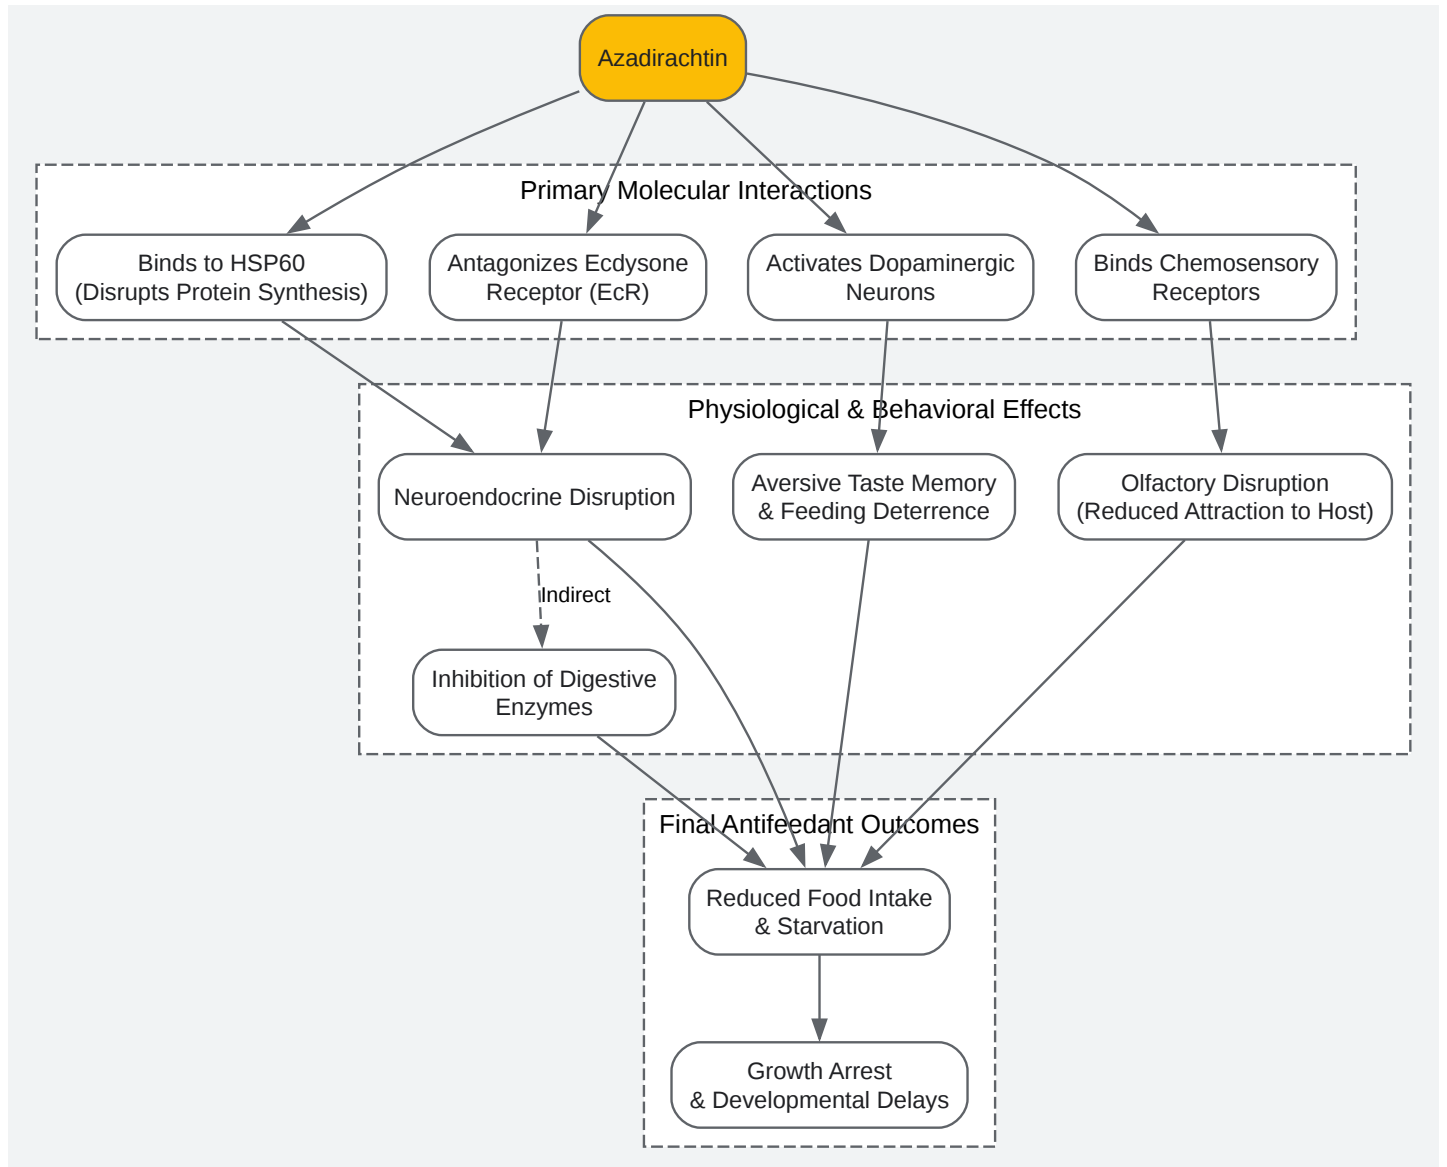 Azadirachtin
Primary Molecular Interactions
Binds to HSP60
(Disrupts Protein Synthesis)
Antagonizes Ecdysone
Receptor (EcR)
Activates Dopaminergic
Neurons
Binds Chemosensory
Receptors
Physiological & Behavioral Effects
Neuroendocrine Disruption
Aversive Taste Memory
& Feeding Deterrence
Olfactory Disruption
(Reduced Attraction to Host)
Indirect
Inhibition of Digestive
Enzymes
Final Antifeedant Outcomes
Reduced Food Intake
& Starvation
Growth Arrest
& Developmental Delays